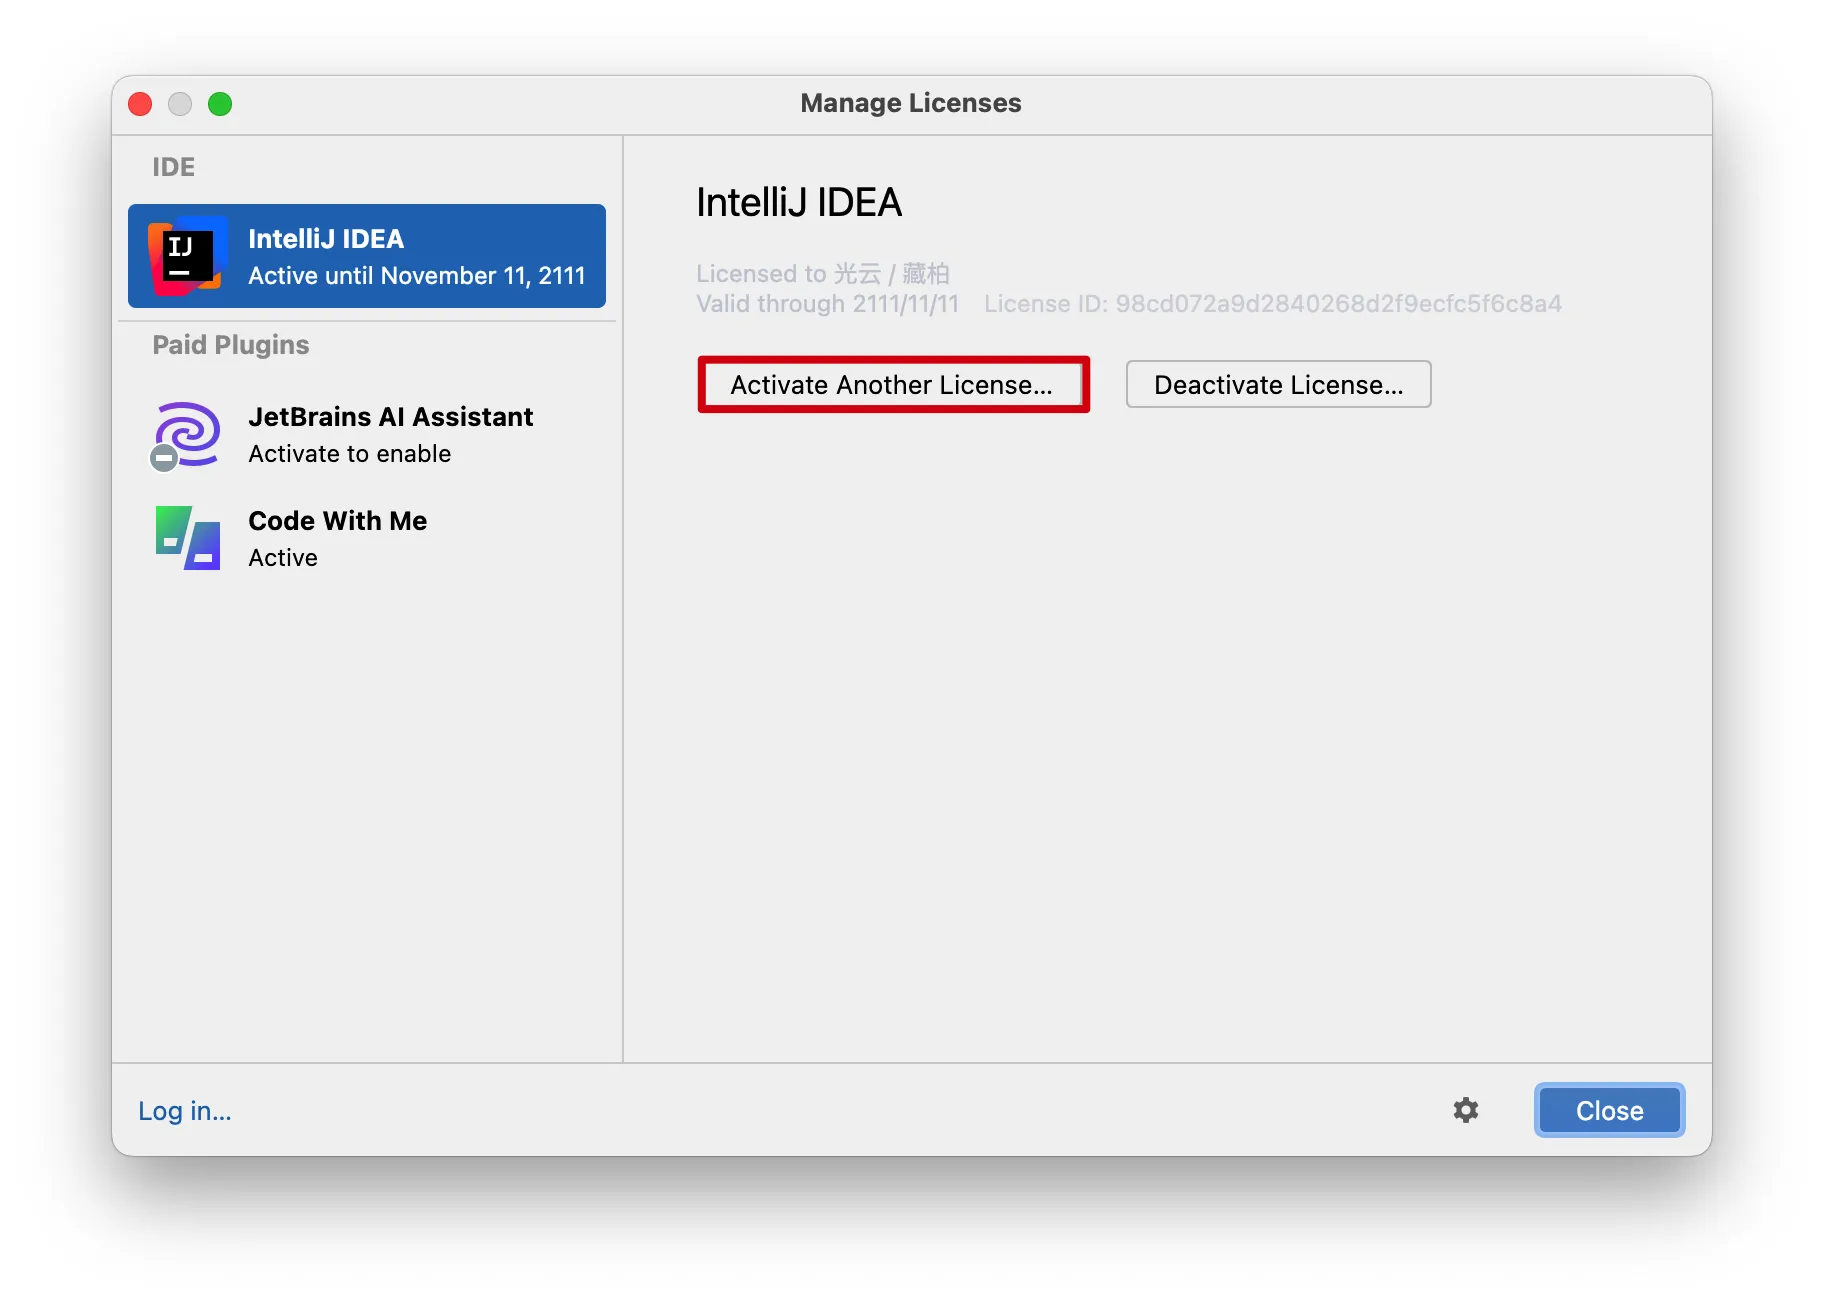 Manage Licenses
IDE
IJ
IntelliJ IDEA
Active until November 11, 2111
Paid Plugins
JetBrains AI Assistant
Activate to enable
Code With Me
Active
IntelliJ IDEA
Licensed to 光云 / 藏柏
Valid through 2111/11/11 License ID: 98cd072a9d2840268d2f9ecfc5f6c8a4
Activate Another License... Deactivate License...
Log in...
Close